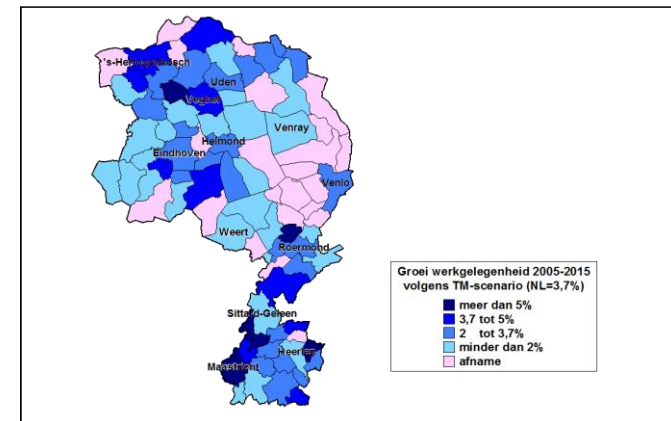 's-Hertogenbosch
Uden
Veghel
Venray
Helmond
Eindhoven
Venlo
Weert
Roermond
Groei werkgelegenheid 2005-2015
volgens TM-scenario (NL=3,7%)
meer dan 5%
3,7 tot 5%
2 tot 3,7%
minder dan 2%
afname
Sittard-Geleen
Heerlen
Maastricht